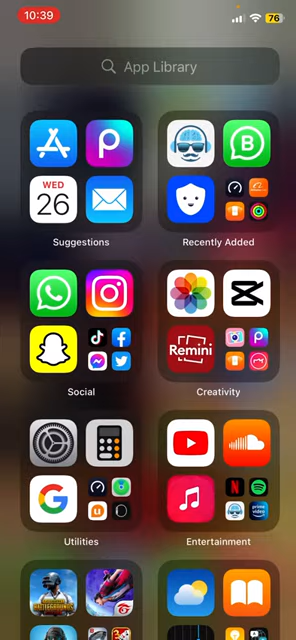 10:39
76
App Library
WED
26
B
Suggestions
Recently Added
Remini
Social
Creativity
Utilities
Entertainment